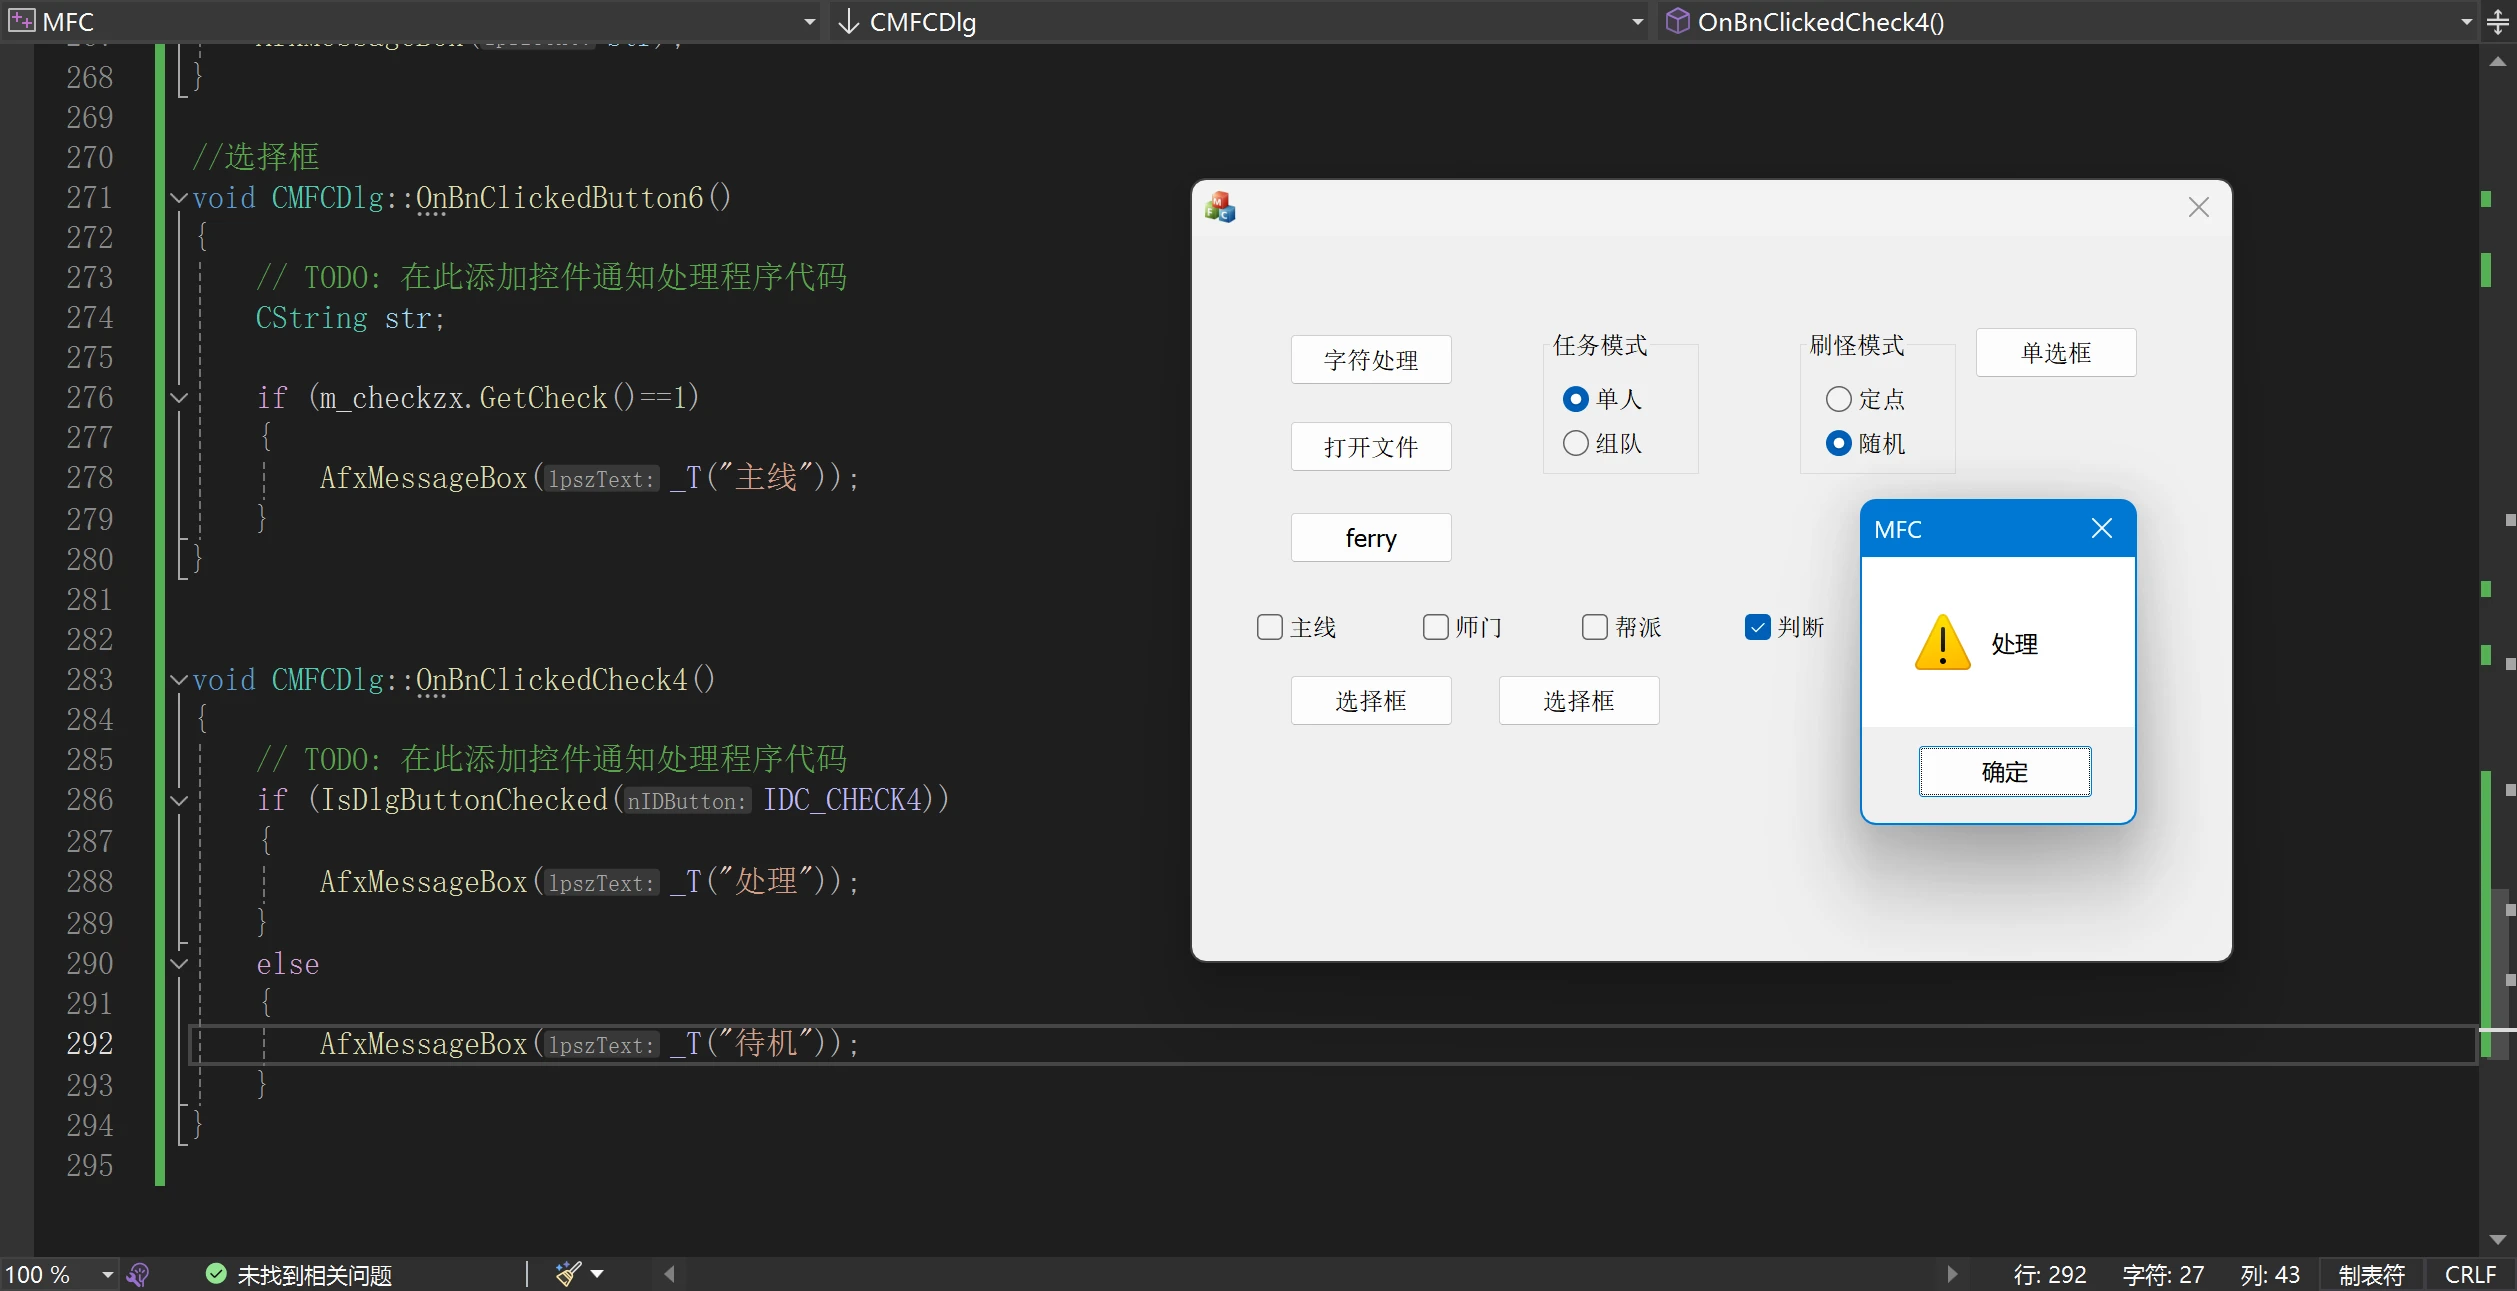 MFC CMFCDlg OnBnClickedCheck4()
268 }
269
270 //选择框
271 void CMFCDlg::OnBnClickedButton6()
272 {
273 // TODO: 在此添加控件通知处理程序代码
274 CString str;
275
276 if (m_checkzx.GetCheck()==1)
277 {
278 AfxMessageBox(lpszText: _T("主线"));
279 }
280 }
281
282
283 void CMFCDlg::OnBnClickedCheck4()
284 {
285 // TODO: 在此添加控件通知处理程序代码
286 if (IsDlgButtonChecked(nIDButton: IDC_CHECK4))
287 {
288 AfxMessageBox(lpszText: _T("处理"));
289 }
290 else
291 {
292 AfxMessageBox(lpszText: _T("待机"));
293 }
294 }
295
字符处理
打开文件
ferry
任务模式
单人
组队
刷怪模式
定点
随机
单选框
主线 师门 帮派 判断
选择框 选择框
MFC
处理
确定
100 % 未找到相关问题 行: 292 字符: 27 列: 43 制表符 CRLF